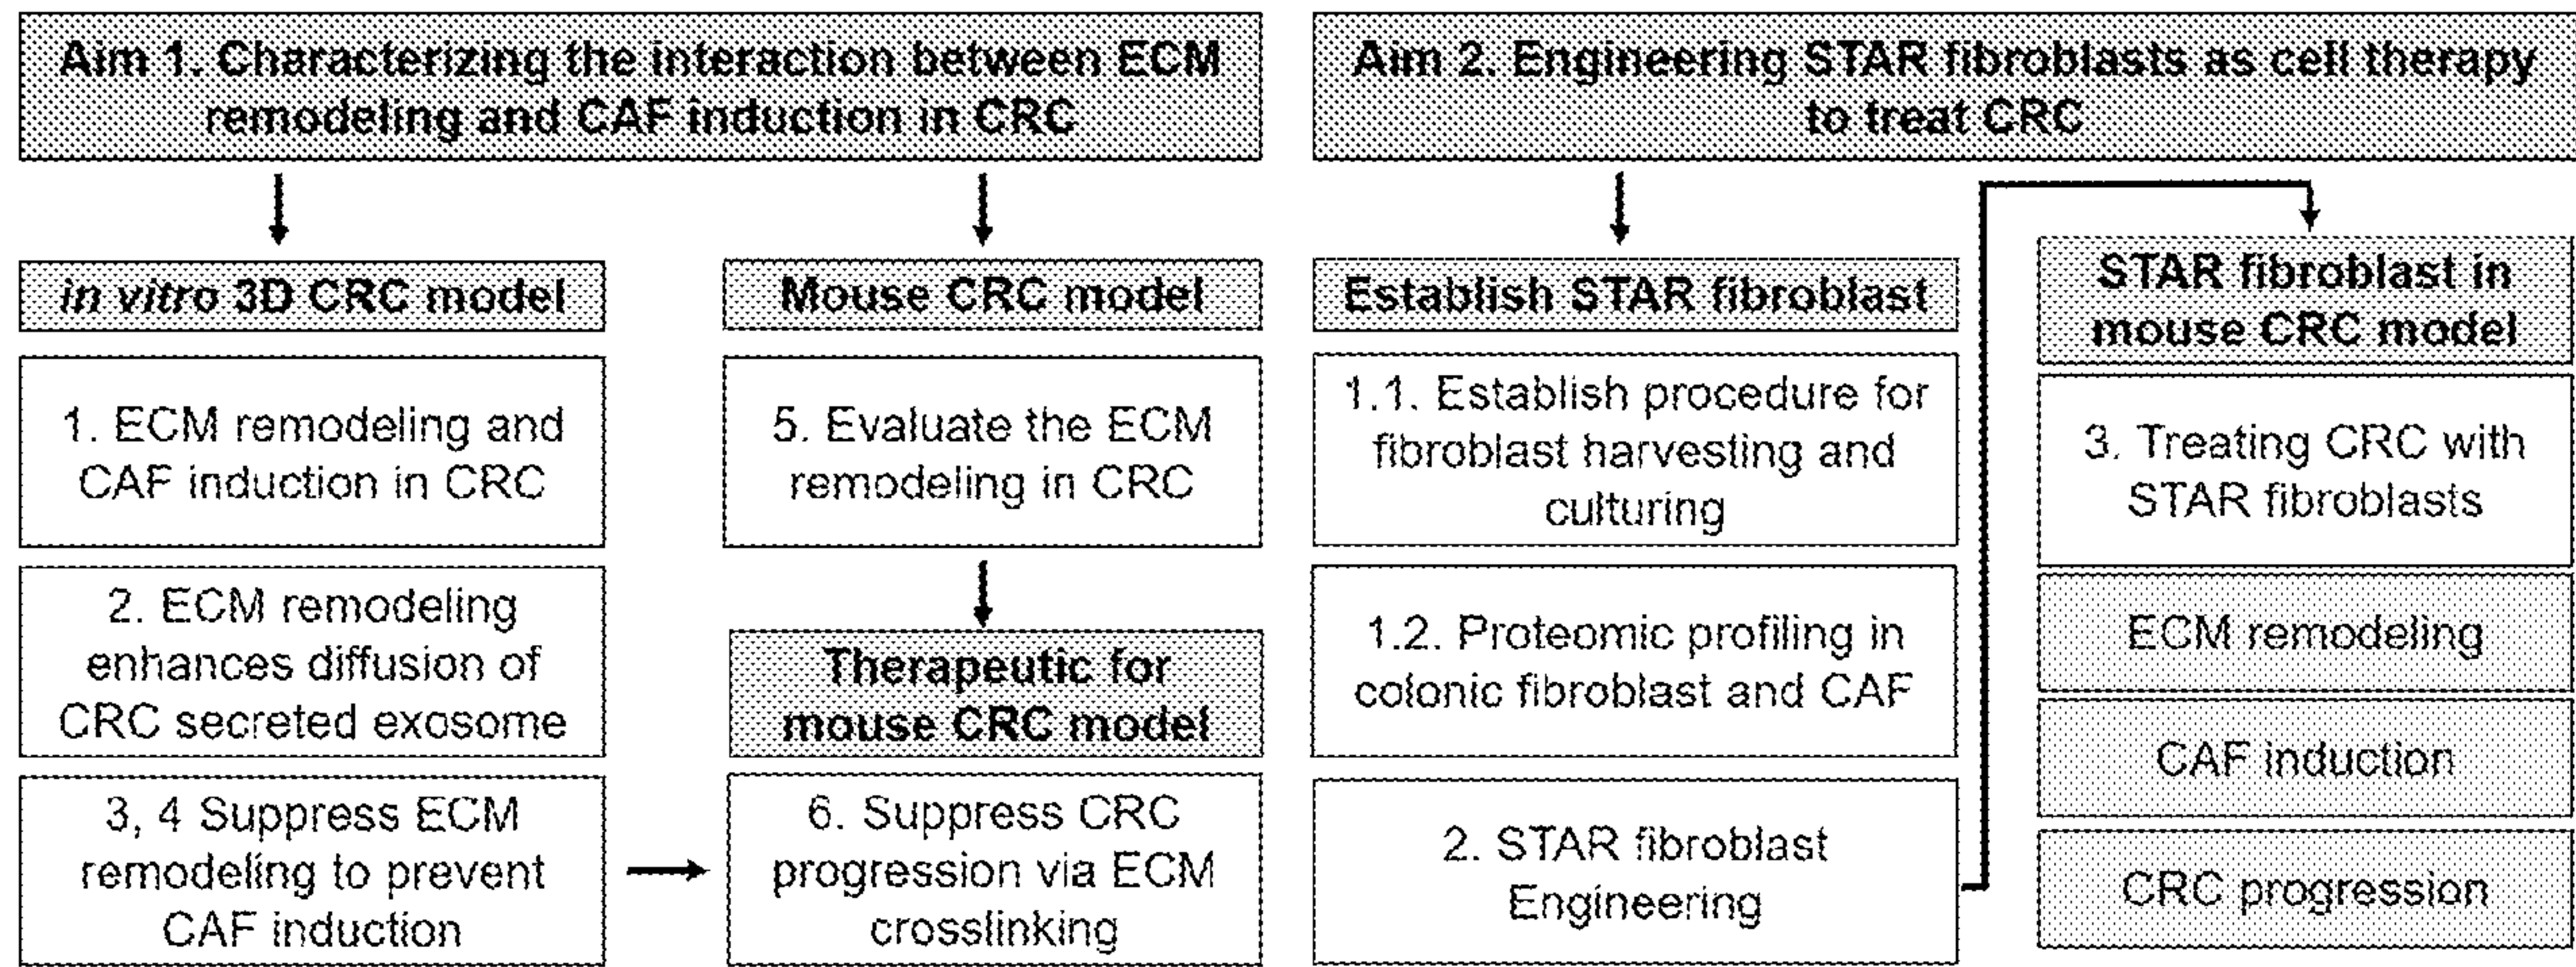 Aim 1. Characterizing the interaction between ECM
remodeling and CAF induction in CRC
in vitro 3D CRC model
1. ECM remodeling and
CAF induction in CRC
2. ECM remodeling
enhances diffusion of
CRC secreted exosome
3, 4 Suppress ECM
remodeling to prevent
CAF induction
Mouse CRC model
5. Evaluate the ECM
remodeling in CRC
Therapeutic for
mouse CRC model
6. Suppress CRC
progression via ECM
crosslinking
Aim 2. Engineering STAR fibroblasts as cell therapy
to treat CRC
Establish STAR fibroblast
1.1. Establish procedure for
fibroblast harvesting and
culturing
1.2. Proteomic profiling in
colonic fibroblast and CAF
2. STAR fibroblast
Engineering
STAR fibroblast in
mouse CRC model
3. Treating CRC with
STAR fibroblasts
ECM remodeling
CAF induction
CRC progression